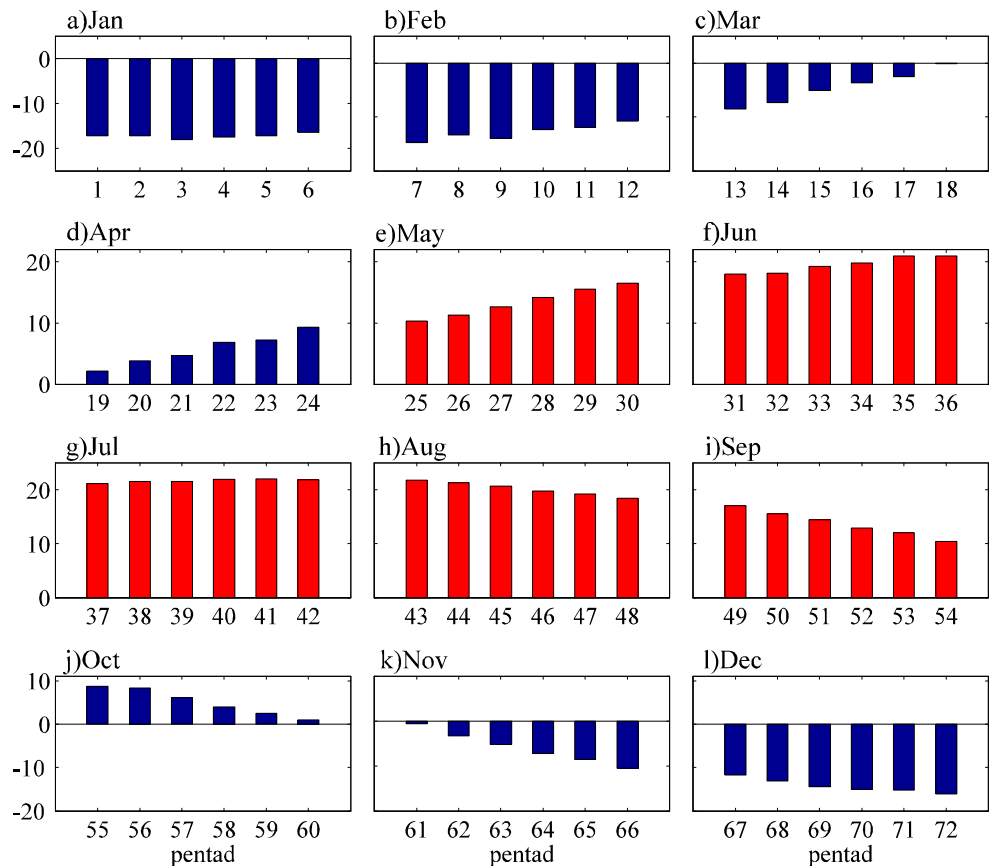 a)Jan
b)Feb
c)Mar
0
-10
-20
1 2 3 4 5 6
7 8 9 10 11 12
13 14 15 16 17 18
d)Apr
e)May
f)Jun
20
10
0
19 20 21 22 23 24
25 26 27 28 29 30
31 32 33 34 35 36
g)Jul
h)Aug
i)Sep
20
10
0
37 38 39 40 41 42
43 44 45 46 47 48
49 50 51 52 53 54
j)Oct
k)Nov
l)Dec
10
0
-10
-20
55 56 57 58 59 60
61 62 63 64 65 66
67 68 69 70 71 72
pentad
pentad
pentad